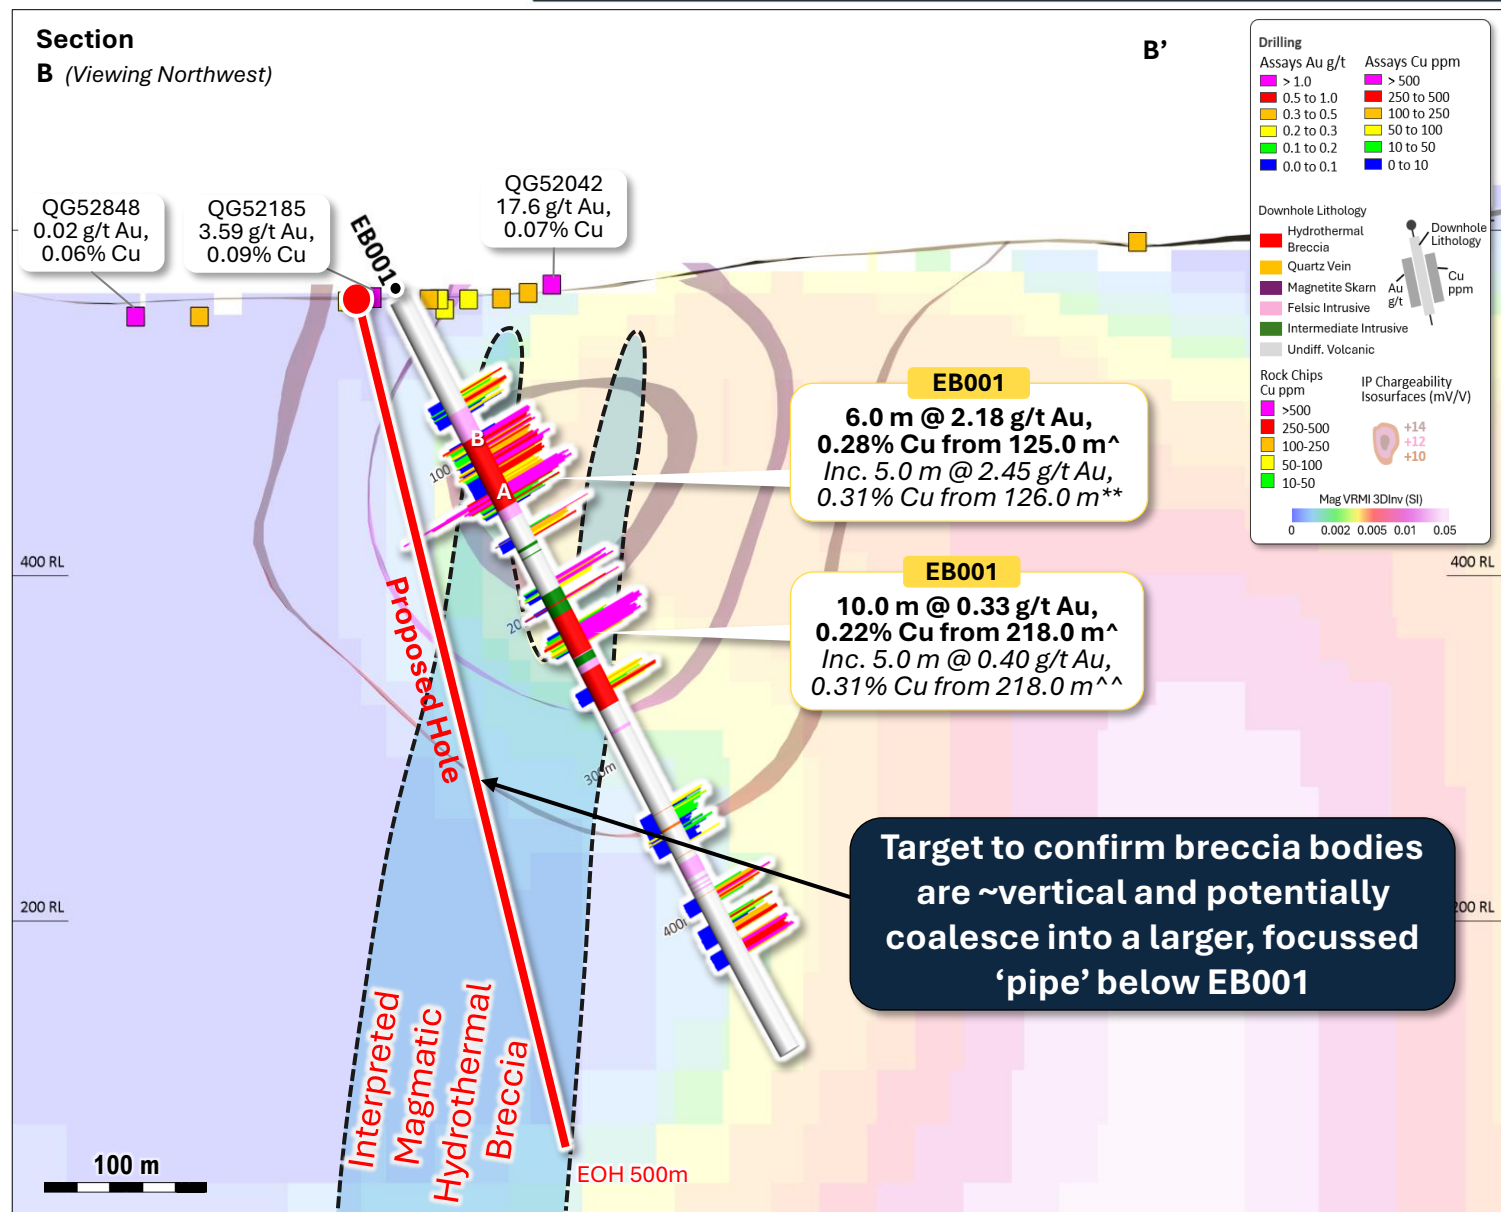 Section
B (Viewing Northwest)
B’
Drilling
Assays Au g/t
> 1.0
0.5 to 1.0
0.3 to 0.5
0.2 to 0.3
0.1 to 0.2
0.0 to 0.1
Assays Cu ppm
> 500
250 to 500
100 to 250
50 to 100
10 to 50
0 to 10
Downhole Lithology
Hydrothermal
Breccia
Quartz Vein
Magnetite Skarn
Felsic Intrusive
Intermediate Intrusive
Undiff. Volcanic
Downhole
Lithology
Au
g/t
Cu
ppm
Rock Chips
Cu ppm
>500
250-500
100-250
50-100
10-50
IP Chargeability
Isosurfaces (mV/V)
+14
+12
+10
Mag VRMI 3DInv (SI)
0 0.002 0.005 0.01 0.05
QG52848
0.02 g/t Au,
0.06% Cu
QG52185
3.59 g/t Au,
0.09% Cu
EB001
QG52042
17.6 g/t Au,
0.07% Cu
B
100
A
EB001
6.0 m @ 2.18 g/t Au,
0.28% Cu from 125.0 m^
Inc. 5.0 m @ 2.45 g/t Au,
0.31% Cu from 126.0 m**
400 RL
400 RL
EB001
10.0 m @ 0.33 g/t Au,
0.22% Cu from 218.0 m^
Inc. 5.0 m @ 0.40 g/t Au,
0.31% Cu from 218.0 m^^
Proposed Hole
300m
Target to confirm breccia bodies
are ~vertical and potentially
coalesce into a larger, focussed
‘pipe’ below EB001
200 RL
200 RL
Interpreted
Magmatic
Hydrothermal
Breccia
EOH 500m
100 m